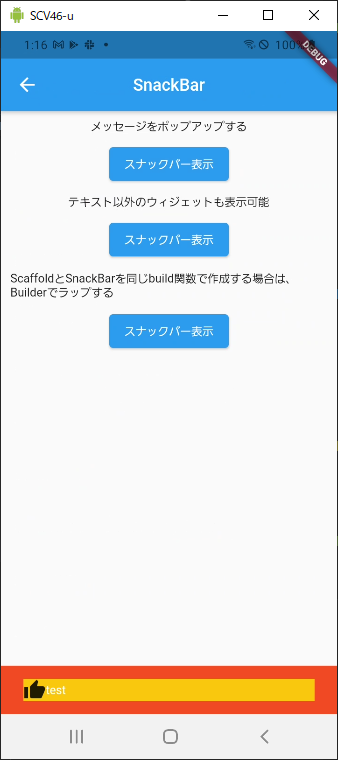 SCV46-u
1:16
100%
DEBUG
SnackBar
メッセージをポップアップする
スナックバー表示
テキスト以外のウィジェットも表示可能
スナックバー表示
ScaffoldとSnackBarを同じbuild関数で作成する場合は、
Builderでラップする
スナックバー表示
test